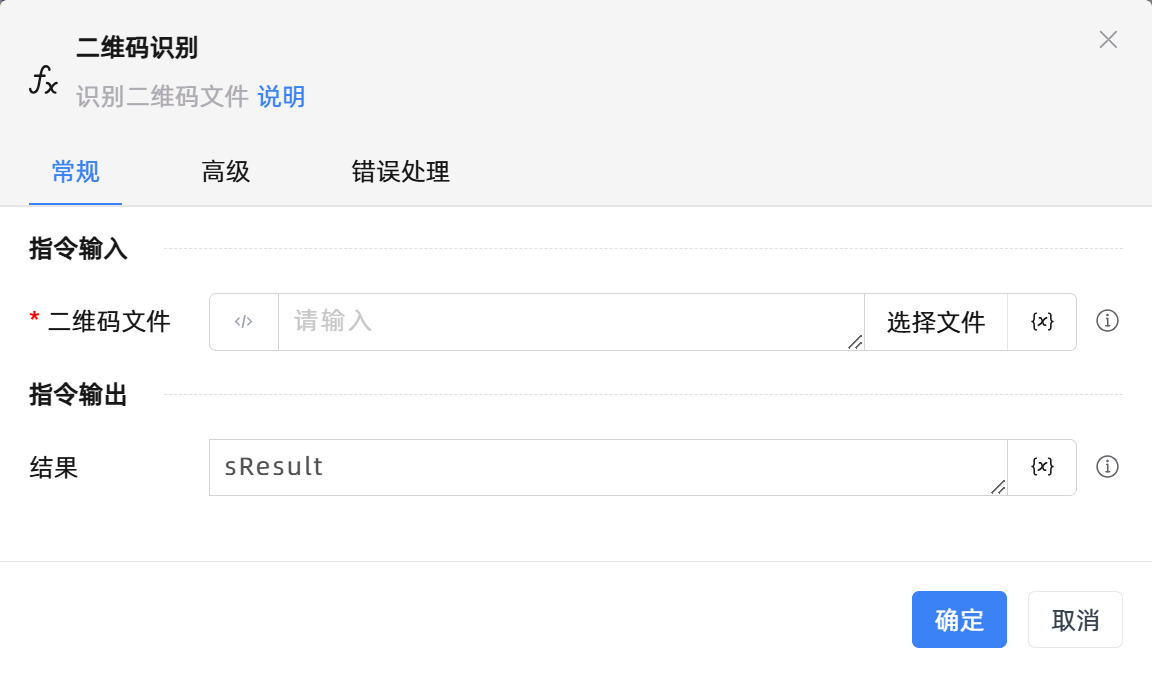 二维码识别
识别二维码文件 说明
常规 高级 错误处理
指令输入
* 二维码文件 </> 请输入 选择文件 {x}
指令输出
结果 sResult {x}
确定 取消